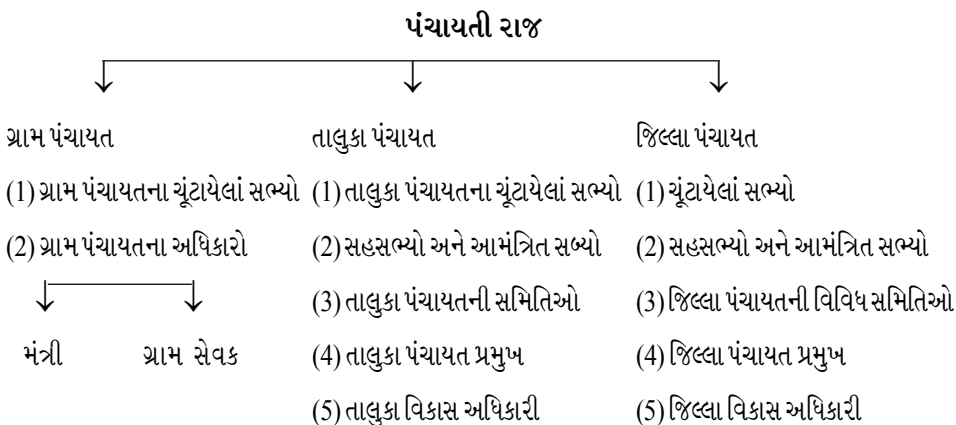 પંચાયતી રાજ
ગ્રામ પંચાયત તાલુકા પંચાયત જિલ્લા પંચાયત
(1) ગ્રામ પંચાયતના ચૂંટાયેલાં સભ્યો (1) તાલુકા પંચાયતના ચૂંટાયેલાં સભ્યો (1) ચૂંટાયેલાં સભ્યો
(2) ગ્રામ પંચાયતના અધિકારો (2) સહસભ્યો અને આમંત્રિત સબ્યો (2) સહસભ્યો અને આમંત્રિત સભ્યો
(3) તાલુકા પંચાયતની સમિતિઓ (3) જિલ્લા પંચાયતની વિવિધ સમિતિઓ
મંત્રી ગ્રામ સેવક (4) તાલુકા પંચાયત પ્રમુખ (4) જિલ્લા પંચાયત પ્રમુખ
(5) તાલુકા વિકાસ અધિકારી (5) જિલ્લા વિકાસ અધિકારી